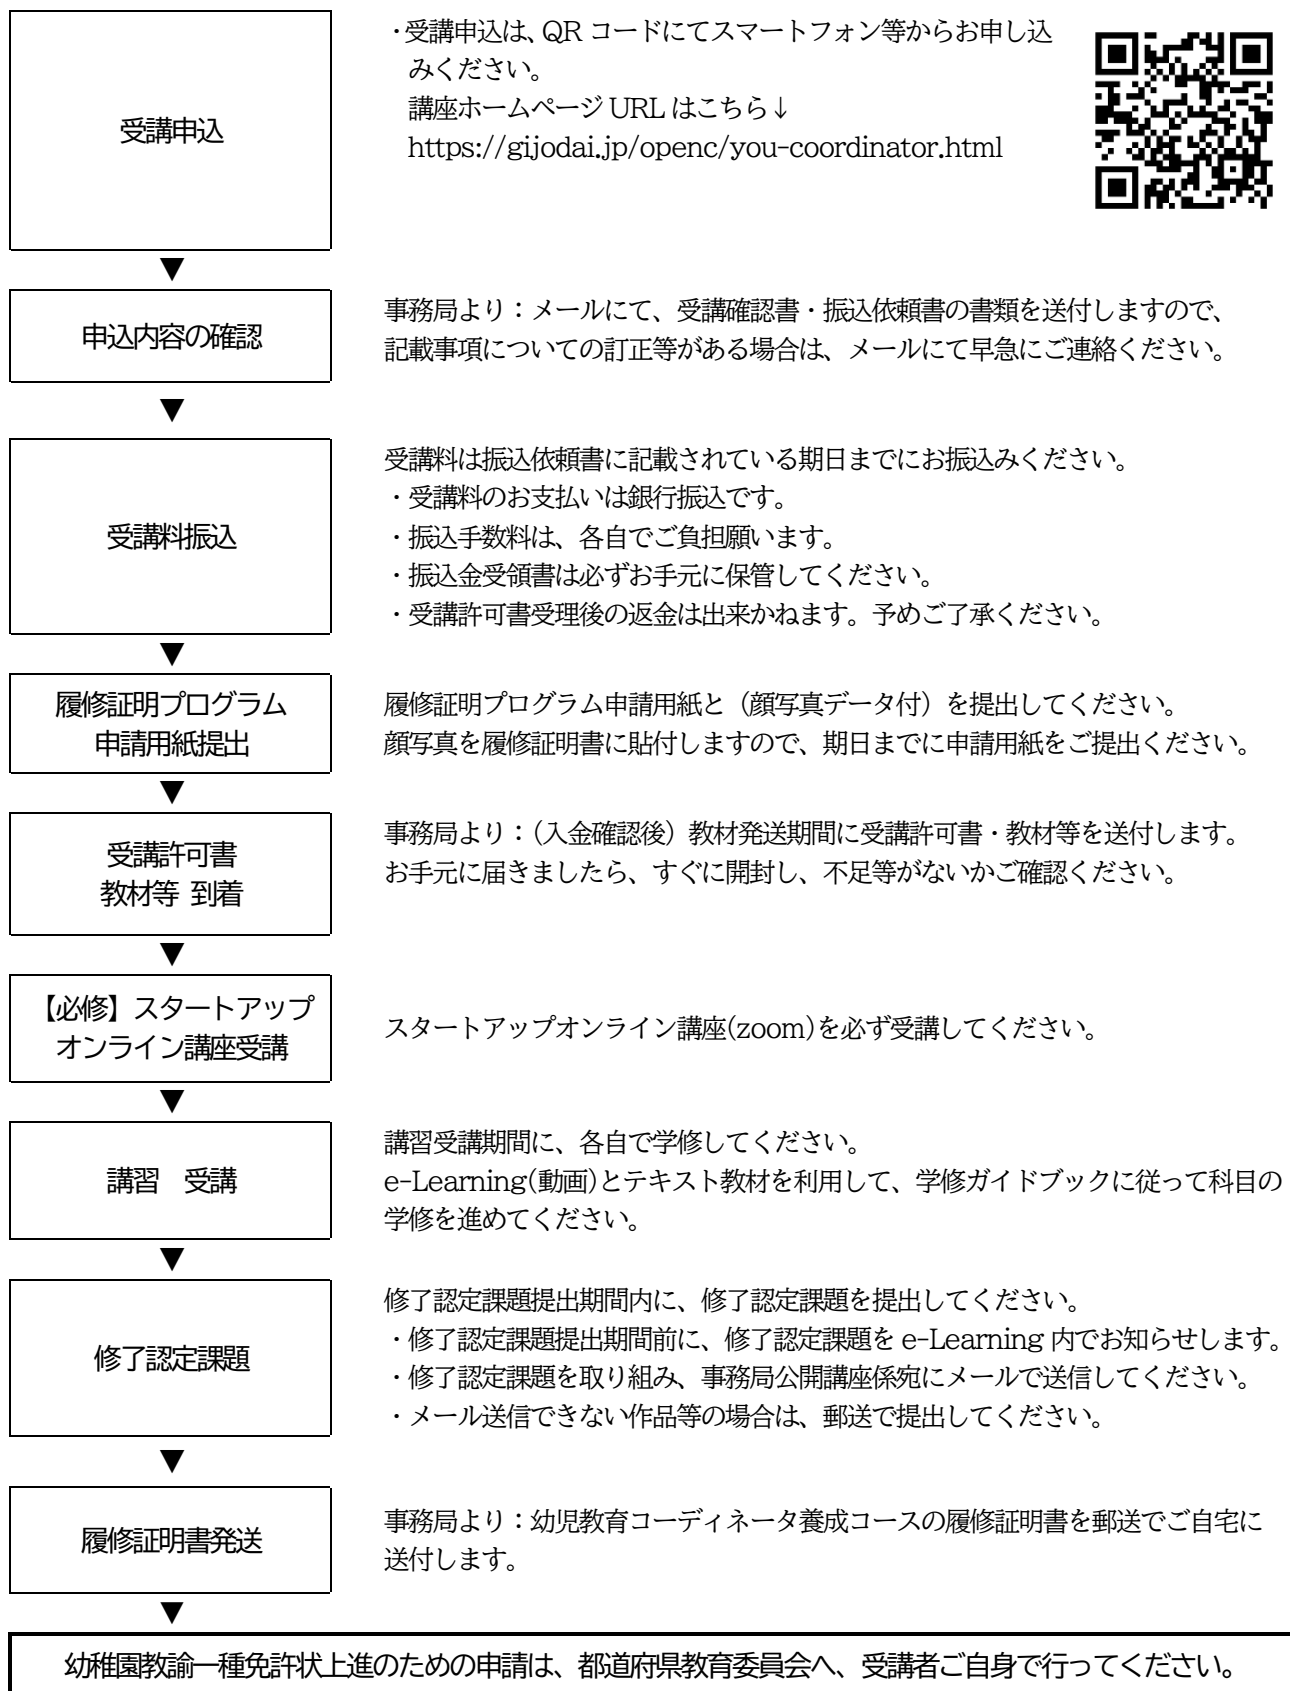 受講申込
・受講申込は、QR コードにてスマートフォン等からお申し込
みください。
講座ホームページ URL はこちら↓
https://gijodai.jp/openc/you-coordinator.html
▼
申込内容の確認
事務局より：メールにて、受講確認書・振込依頼書の書類を送付しますので、
記載事項についての訂正等がある場合は、メールにて早急にご連絡ください。
▼
受講料振込
受講料は振込依頼書に記載されている期日までにお振込みください。
・受講料のお支払いは銀行振込です。
・振込手数料は、各自でご負担願います。
・振込金受領書は必ずお手元に保管してください。
・受講許可書受理後の返金は出来かねます。予めご了承ください。
▼
履修証明プログラム
申請用紙提出
履修証明プログラム申請用紙と（顔写真データ付）を提出してください。
顔写真を履修証明書に貼付しますので、期日までに申請用紙をご提出ください。
▼
受講許可書
教材等 到着
事務局より：（入金確認後）教材発送期間に受講許可書・教材等を送付します。
お手元に届きましたら、すぐに開封し、不足等がないかご確認ください。
▼
【必修】スタートアップ
オンライン講座受講
スタートアップオンライン講座(zoom)を必ず受講してください。
▼
講習　受講
講習受講期間に、各自で学修してください。
e-Learning(動画)とテキスト教材を利用して、学修ガイドブックに従って科目の
学修を進めてください。
▼
修了認定課題
修了認定課題提出期間内に、修了認定課題を提出してください。
・修了認定課題提出期間前に、修了認定課題を e-Learning 内でお知らせします。
・修了認定課題を取り組み、事務局公開講座係宛にメールで送信してください。
・メール送信できない作品等の場合は、郵送で提出してください。
▼
履修証明書発送
事務局より：幼児教育コーディネータ養成コースの履修証明書を郵送でご自宅に
送付します。
▼
幼稚園教諭一種免許状上進のための申請は、都道府県教育委員会へ、受講者ご自身で行ってください。